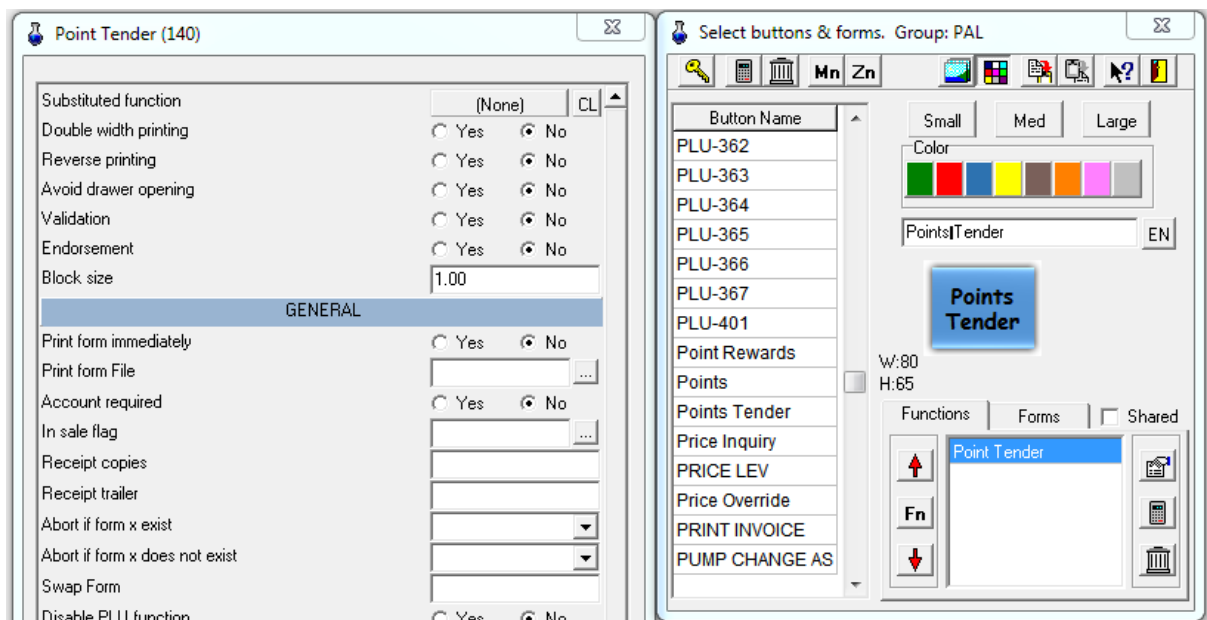 Point Tender (140)
Substituted function (None) CL
Double width printing Yes No
Reverse printing Yes No
Avoid drawer opening Yes No
Validation Yes No
Endorsement Yes No
Block size 1.00
GENERAL
Print form immediately Yes No
Print form File ...
Account required Yes No
In sale flag ...
Receipt copies
Receipt trailer
Abort if form x exist
Abort if form x does not exist
Swap Form
Disable PLU function Yes No
Select buttons & forms. Group: PAL
Mn Zn
Button Name
PLU-362
PLU-363
PLU-364
PLU-365
PLU-366
PLU-367
PLU-401
Point Rewards
Points
Points Tender
Price Inquiry
PRICE LEV
Price Override
PRINT INVOICE
PUMP CHANGE AS
Small Med Large
Color
Points|Tender EN
Points
Tender
W:80
H:65
Functions Forms Shared
Point Tender
Fn